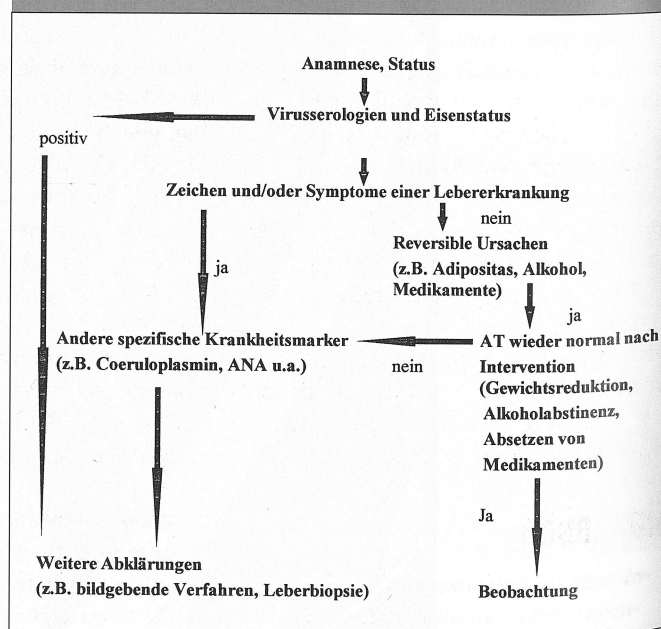 Anamnese, Status
Virusserologien und Eisenstatus
positiv
Zeichen und/oder Symptome einer Lebererkrankung
nein
Reversible Ursachen
(z.B. Adipositas, Alkohol,
Medikamente)
ja
ja
Andere spezifische Krankheitsmarker
(z.B. Coeruloplasmin, ANA u.a.)
nein
AT wieder normal nach
Intervention
(Gewichtsreduktion,
Alkoholabstinenz,
Absetzen von
Medikamenten)
Ja
Weitere Abklärungen
(z.B. bildgebende Verfahren, Leberbiopsie)
Beobachtung